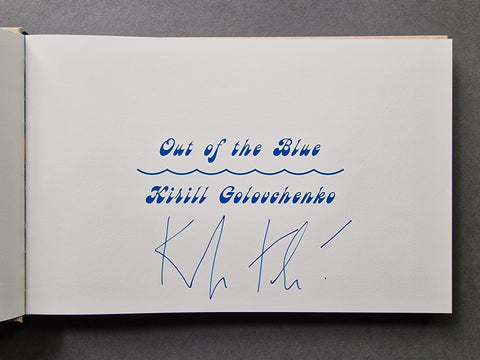 Out of the Blue
Kirill Golovchenko